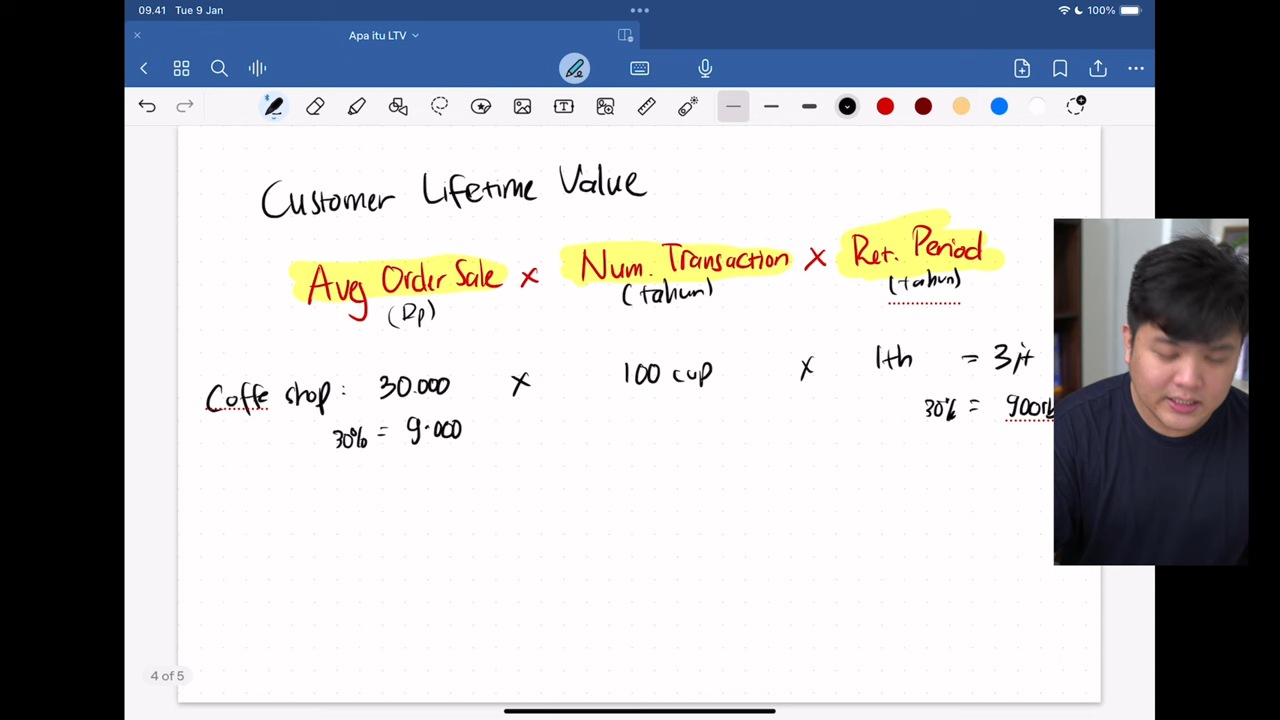 09.41 Tue 9 Jan
100%
Apa itu LTV
Customer Lifetime Value
Avg Order Sale x Num. Transaction x Ret. Period
(Rp) (tahun) (tahun)
Coffe shop : 30.000 x 100 cup x 1th = 3jt
30% = 9.000 30% = 900rb
4 of 5